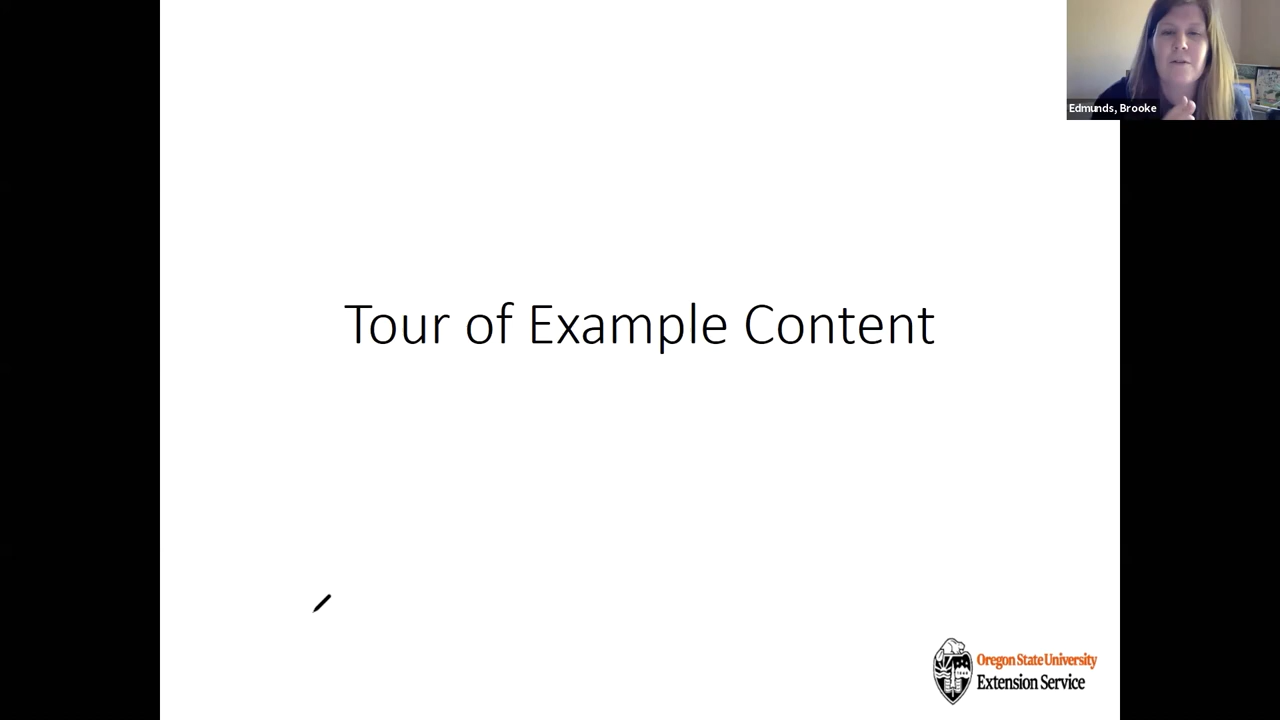 Edmunds, Brooke
Tour of Example Content
Oregon State University
Extension Service